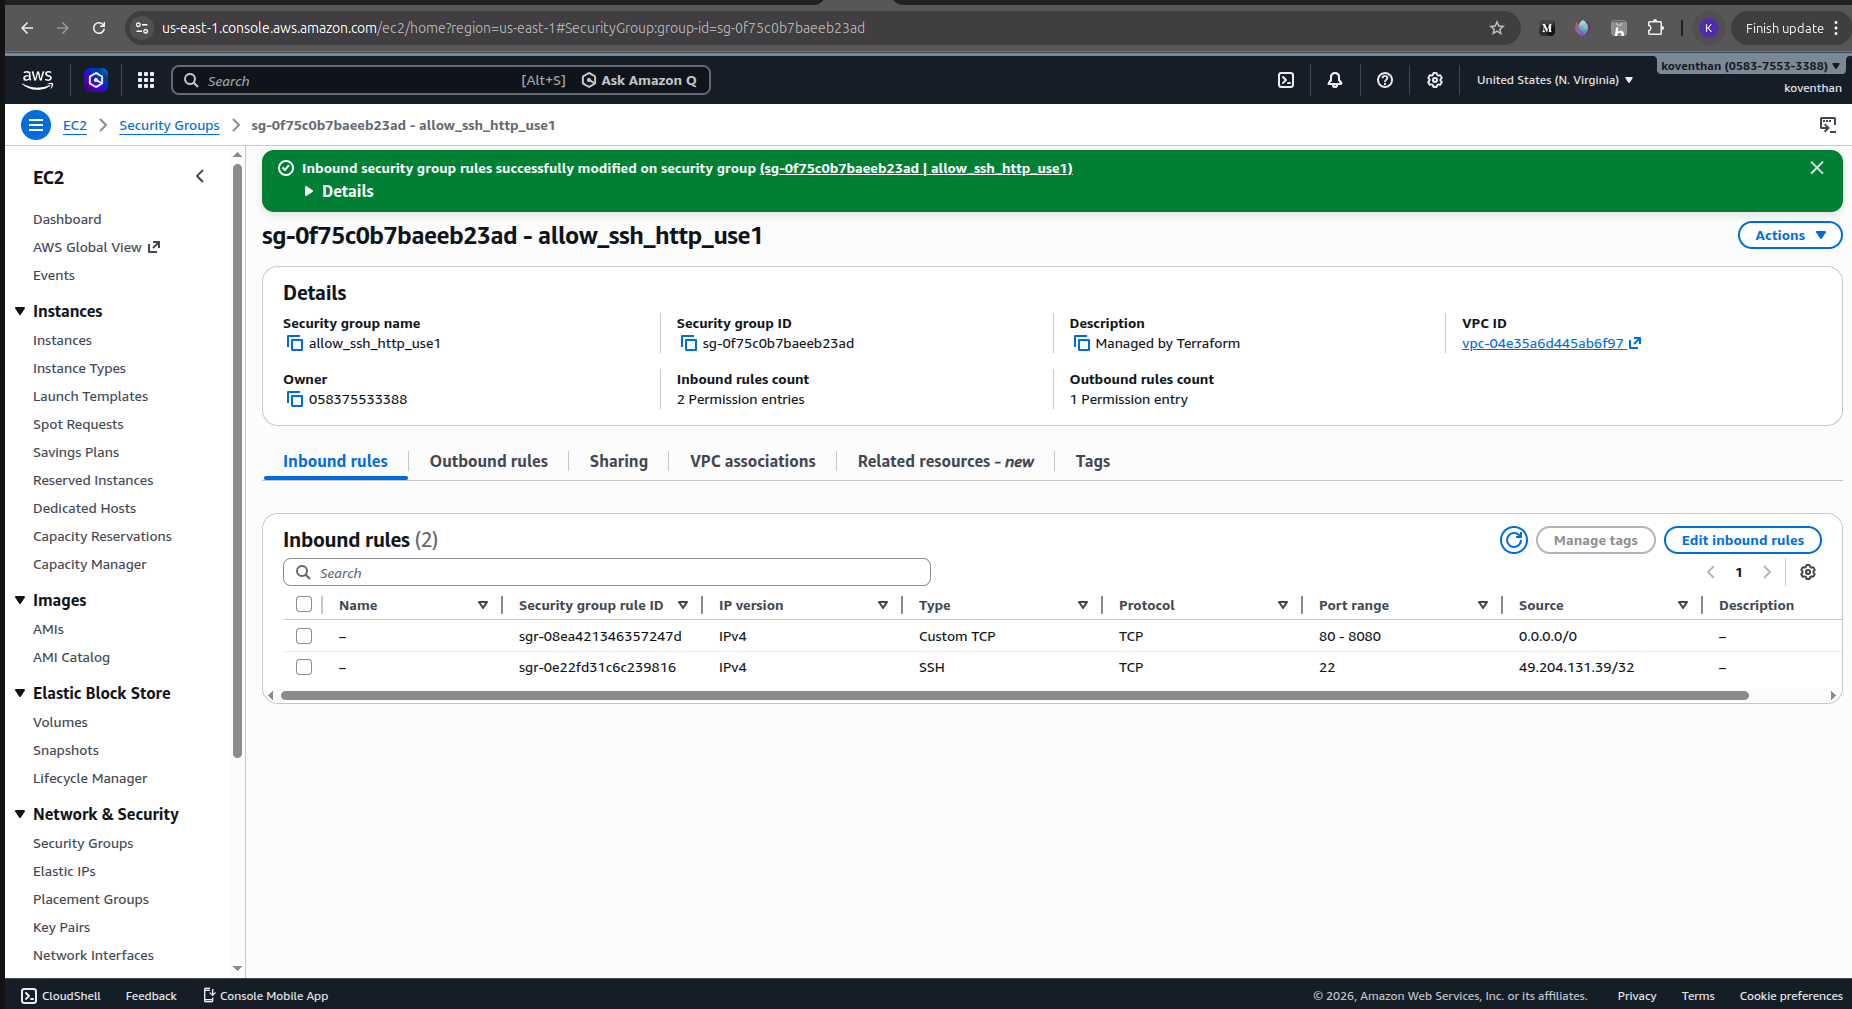 us-east-1.console.aws.amazon.com/ec2/home?region=us-east-1#SecurityGroup:group-id=sg-0f75c0b7baeeb23ad
M
K
Finish update
aws
Search
[Alt+S]
Ask Amazon Q
United States (N. Virginia)
koventhan (0583-7553-3388)
koventhan
EC2
Security Groups
sg-0f75c0b7baeeb23ad - allow_ssh_http_use1
EC2
Dashboard
AWS Global View
Events
Instances
Instances
Instance Types
Launch Templates
Spot Requests
Savings Plans
Reserved Instances
Dedicated Hosts
Capacity Reservations
Capacity Manager
Images
AMIs
AMI Catalog
Elastic Block Store
Volumes
Snapshots
Lifecycle Manager
Network & Security
Security Groups
Elastic IPs
Placement Groups
Key Pairs
Network Interfaces
Inbound security group rules successfully modified on security group (sg-0f75c0b7baeeb23ad | allow_ssh_http_use1)
Details
sg-0f75c0b7baeeb23ad - allow_ssh_http_use1
Actions
Details
Security group name
allow_ssh_http_use1
Security group ID
sg-0f75c0b7baeeb23ad
Description
Managed by Terraform
VPC ID
vpc-04e35a6d445ab6f97
Owner
058375533388
Inbound rules count
2 Permission entries
Outbound rules count
1 Permission entry
Inbound rules
Outbound rules
Sharing
VPC associations
Related resources - new
Tags
Inbound rules (2)
Manage tags
Edit inbound rules
Search
1
Name Security group rule ID IP version Type Protocol Port range Source Description
– sgr-08ea421346357247d IPv4 Custom TCP TCP 80 - 8080 0.0.0.0/0 –
– sgr-0e22fd31c6c239816 IPv4 SSH TCP 22 49.204.131.39/32 –
CloudShell
Feedback
Console Mobile App
© 2026, Amazon Web Services, Inc. or its affiliates.
Privacy
Terms
Cookie preferences